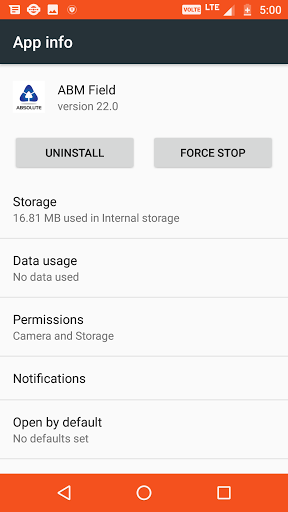 VOLTE LTE 5:00
App info
ABSOLUTE
ABM Field
version 22.0
UNINSTALL FORCE STOP
Storage
16.81 MB used in Internal storage
Data usage
No data used
Permissions
Camera and Storage
Notifications
Open by default
No defaults set